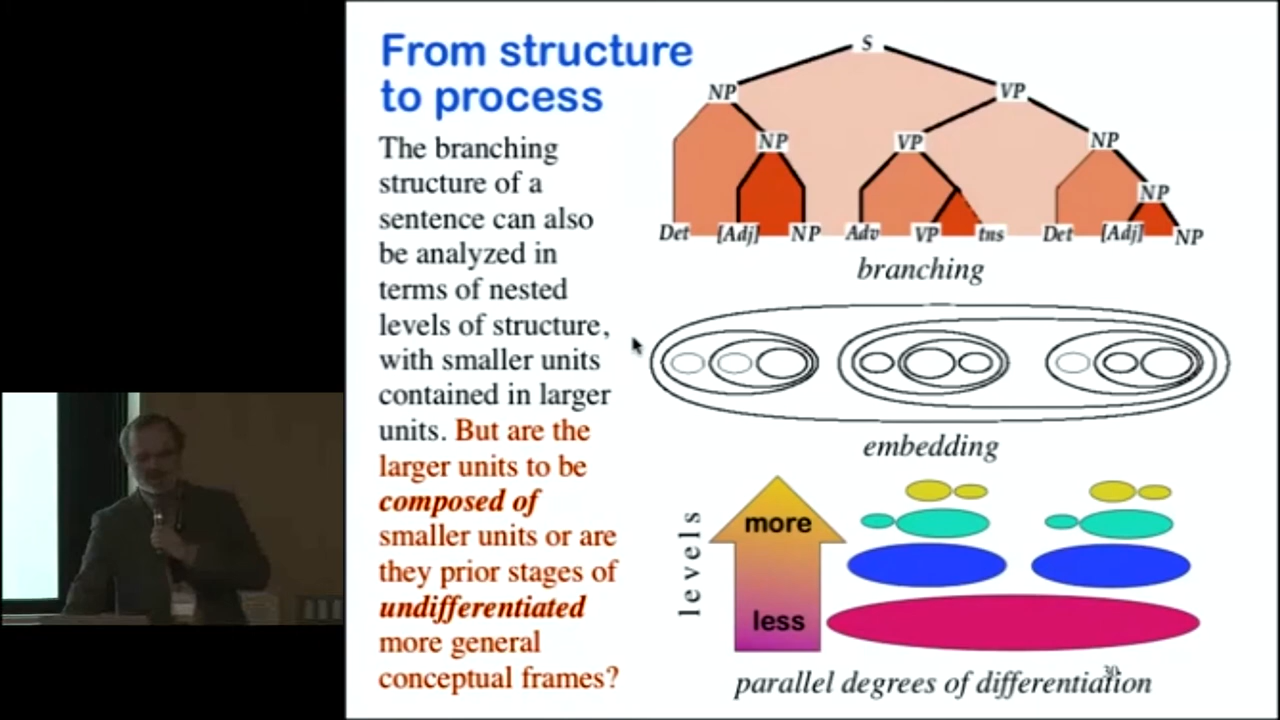 From structure
to process
The branching
structure of a
sentence can also
be analyzed in
terms of nested
levels of structure,
with smaller units
contained in larger
units. But are the
larger units to be
composed of
smaller units or are
they prior stages of
undifferentiated
more general
conceptual frames?
S
NP VP
NP VP NP
NP
Det [Adj] NP Adv VP tns Det [Adj] NP
branching
embedding
levels
more
less
parallel degrees of differentiation
30